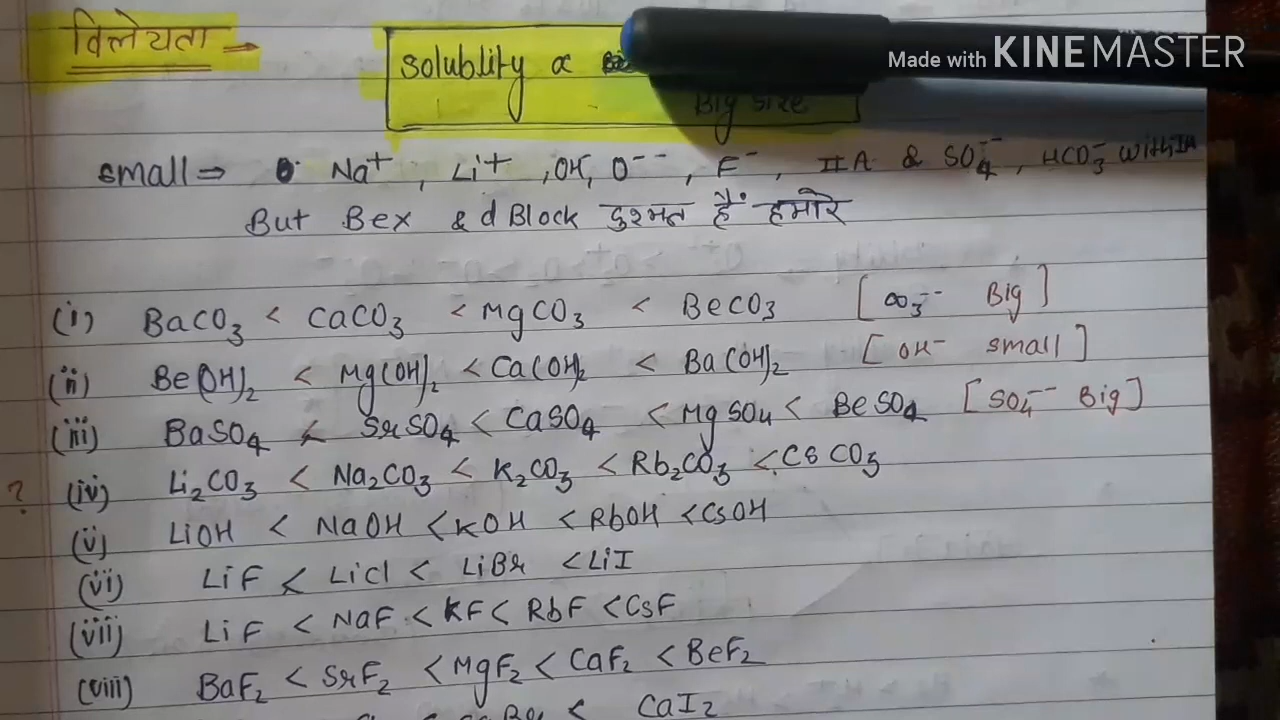 विलेयता →
Made with KINEMASTER
Solubility ∝
Big size
small ⇒ Na⁺, Li⁺, OH⁻, O⁻⁻, F⁻, IIA & SO₄⁻⁻, HCO₃⁻ with IA
But Bex & d Block दुश्मन हैं हमारे
(i) BaCO₃ < CaCO₃ < MgCO₃ < BeCO₃ [CO₃⁻⁻ Big]
(ii) Be(OH)₂ < Mg(OH)₂ < Ca(OH)₂ < Ba(OH)₂ [OH⁻ small]
(iii) BaSO₄ < SrSO₄ < CaSO₄ < MgSO₄ < BeSO₄ [SO₄⁻⁻ Big]
? (iv) Li₂CO₃ < Na₂CO₃ < K₂CO₃ < Rb₂CO₃ < CsCO₃
(v) LiOH < NaOH < KOH < RbOH < CsOH
(vi) LiF < LiCl < LiBr < LiI
(vii) LiF < NaF < KF < RbF < CsF
(viii) BaF₂ < SrF₂ < MgF₂ < CaF₂ < BeF₂
< CaI₂